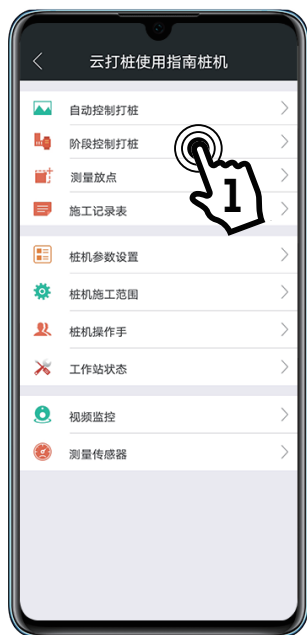 云打桩使用指南桩机
自动控制打桩
阶段控制打桩
测量放点
施工记录表
1
桩机参数设置
桩机施工范围
桩机操作手
工作站状态
视频监控
测量传感器